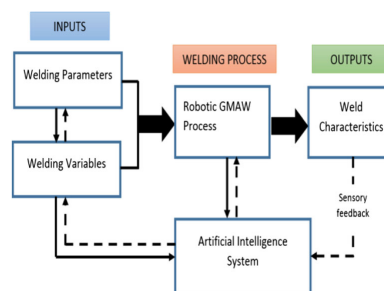 INPUTS
WELDING PROCESS
OUTPUTS
Welding Parameters
Robotic GMAW
Process
Weld
Characteristics
Welding Variables
Sensory
feedback
Artificial Intelligence
System